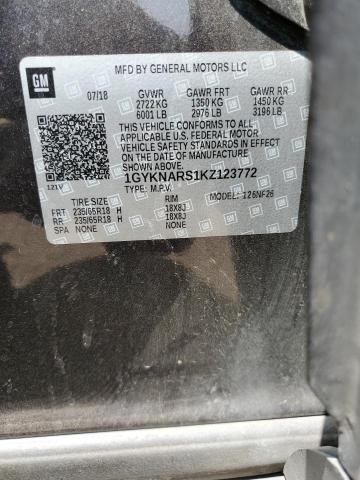 GM
MFD BY GENERAL MOTORS LLC
07/18 GVWR GAWR FRT GAWR RR
2722 KG 1350 KG 1450 KG
6001 LB 2976 LB 3196 LB
THIS VEHICLE CONFORMS TO ALL
APPLICABLE U.S. FEDERAL MOTOR
VEHICLE SAFETY STANDARDS IN
EFFECT ON THE DATE OF MANUFACTURE
SHOWN ABOVE.
1GYKNARS1KZ123772
121V TYPE: M.P.V. MODEL: 126NF26
TIRE SIZE RIM
FRT 235/65R18 H 18X8J
RR 235/65R18 H 18X8J
SPA NONE NONE